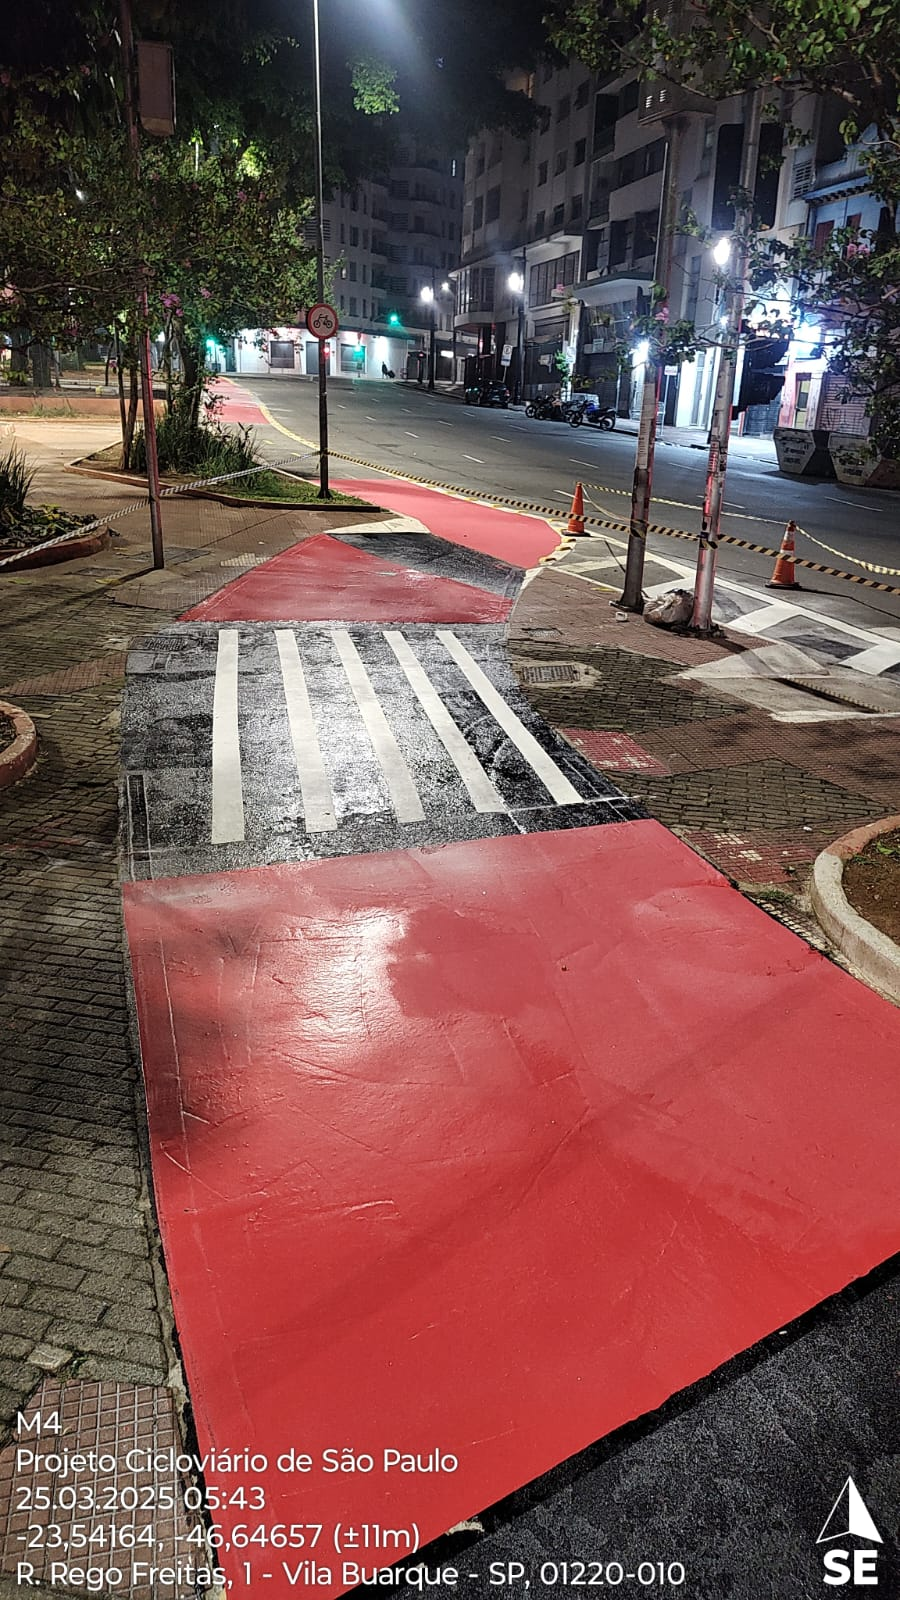 M4
Projeto Cicloviário de São Paulo
25.03.2025 05:43
-23,54164, -46,64657 (±11m)
R. Rego Freitas, 1 - Vila Buarque - SP, 01220-010
SE